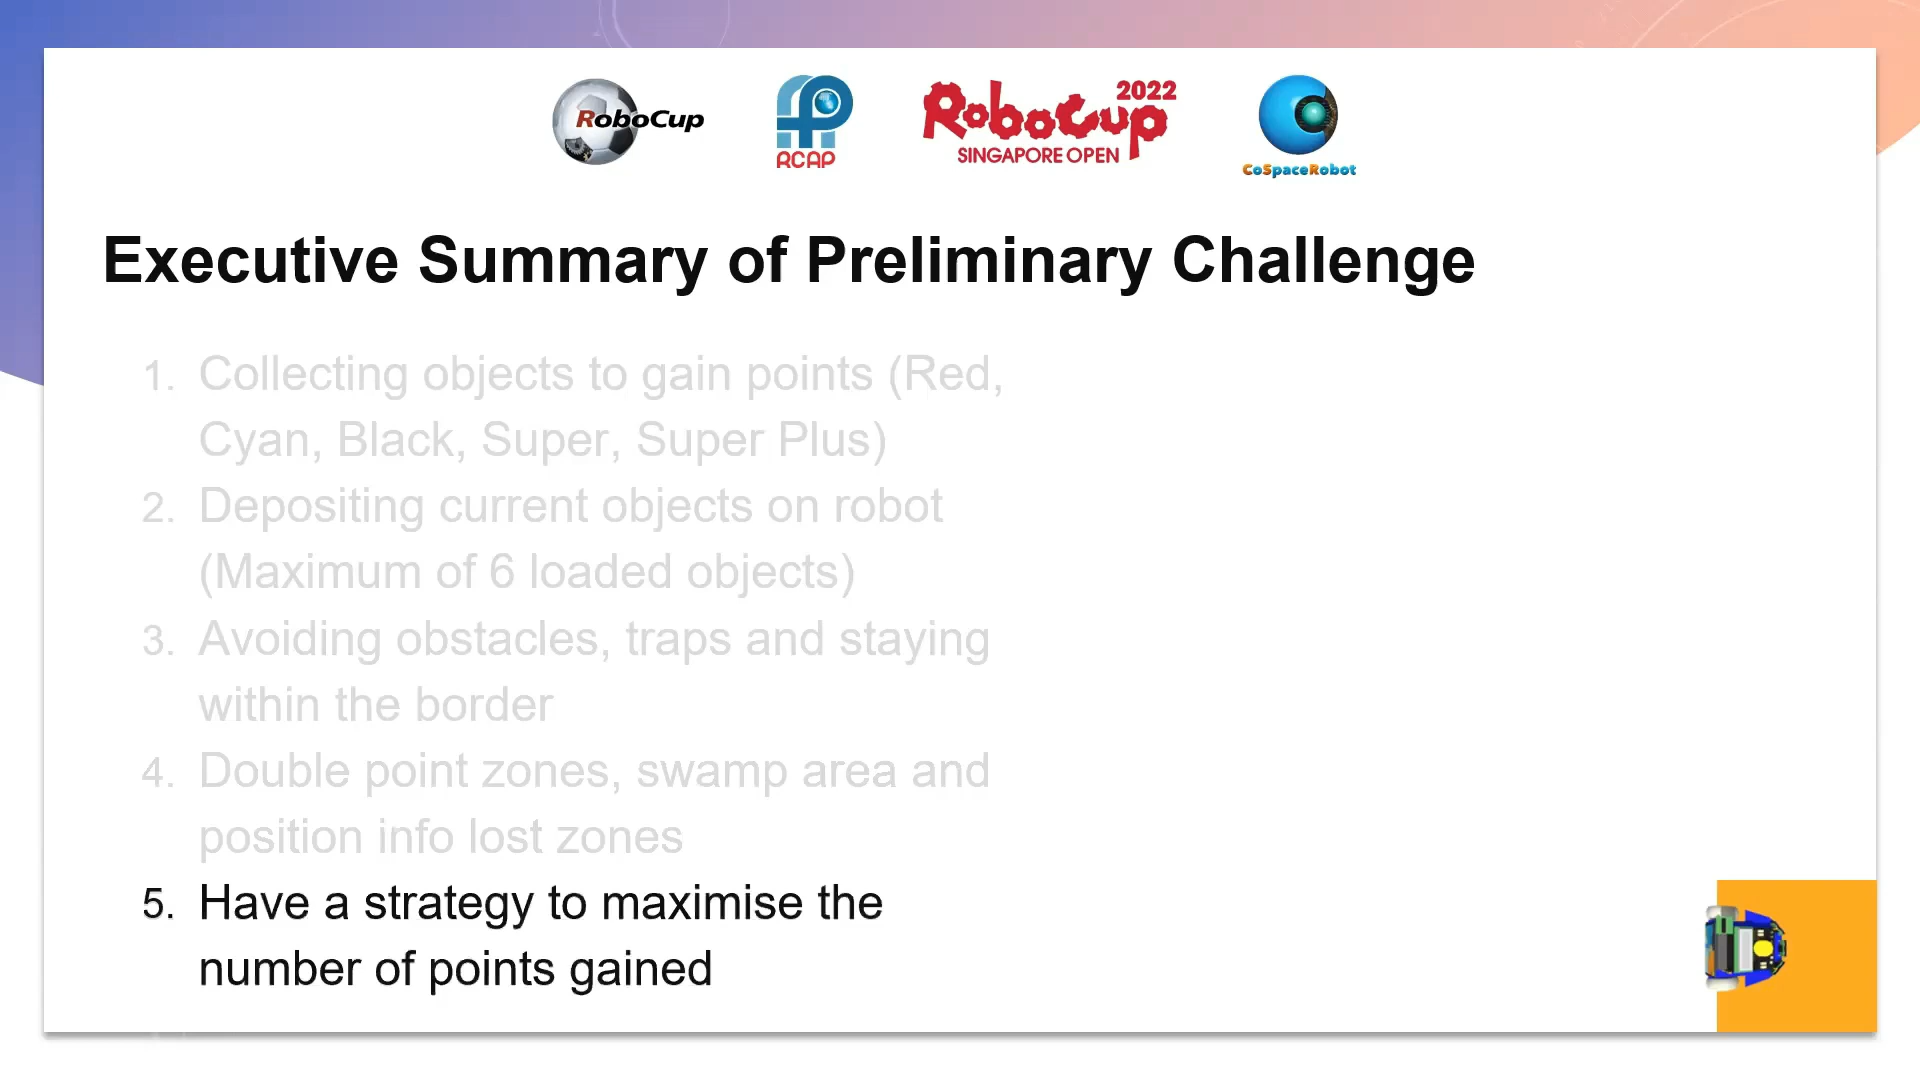 RoboCup
RCAP
RoboCup 2022
SINGAPORE OPEN
CoSpaceRobot
Executive Summary of Preliminary Challenge
1. Collecting objects to gain points (Red,
Cyan, Black, Super, Super Plus)
2. Depositing current objects on robot
(Maximum of 6 loaded objects)
3. Avoiding obstacles, traps and staying
within the border
4. Double point zones, swamp area and
position info lost zones
5. Have a strategy to maximise the
number of points gained